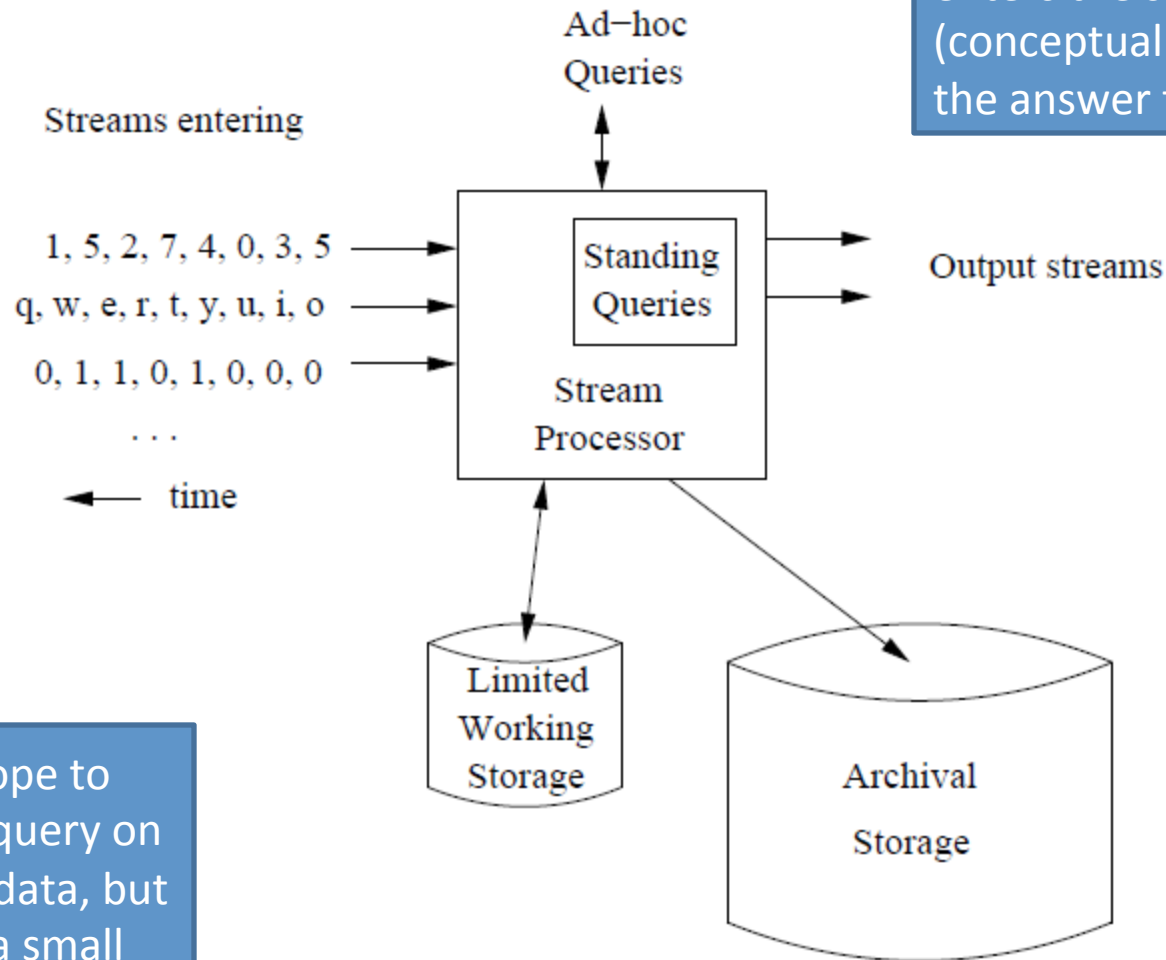 (conceptual
the answer
Ad-hoc
Queries
Streams entering
1, 5, 2, 7, 4, 0, 3, 5
q, w, e, r, t, y, u, i, o
0, 1, 1, 0, 1, 0, 0, 0
. . .
time
Standing
Queries
Stream
Processor
Output streams
Limited
Working
Storage
Archival
Storage
ope to
query on
data, but
a small